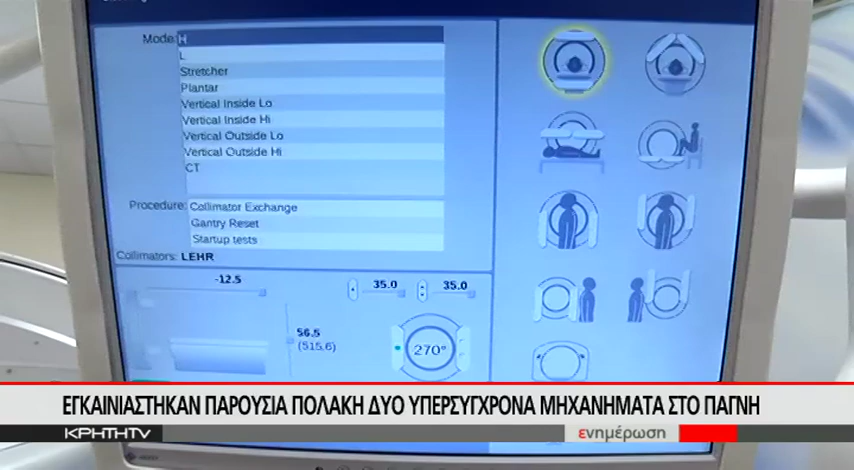 Mode: H
L
Stretcher
Plantar
Vertical Inside Lo
Vertical Inside Hi
Vertical Outside Lo
Vertical Outside Hi
CT
Procedure: Collimator Exchange
Gantry Reset
Startup tests
Collimators: LEHR
-12.5
35.0
35.0
56.5
(515,6)
270°
ΕΓΚΑΙΝΙΑΣΤΗΚΑΝ ΠΑΡΟΥΣΙΑ ΠΟΛΑΚΗ ΔΥΟ ΥΠΕΡΣΥΓΧΡΟΝΑ ΜΗΧΑΝΗΜΑΤΑ ΣΤΟ ΠΑΓΝΗ
ΚΡΗΤΗTV
ενημέρωση